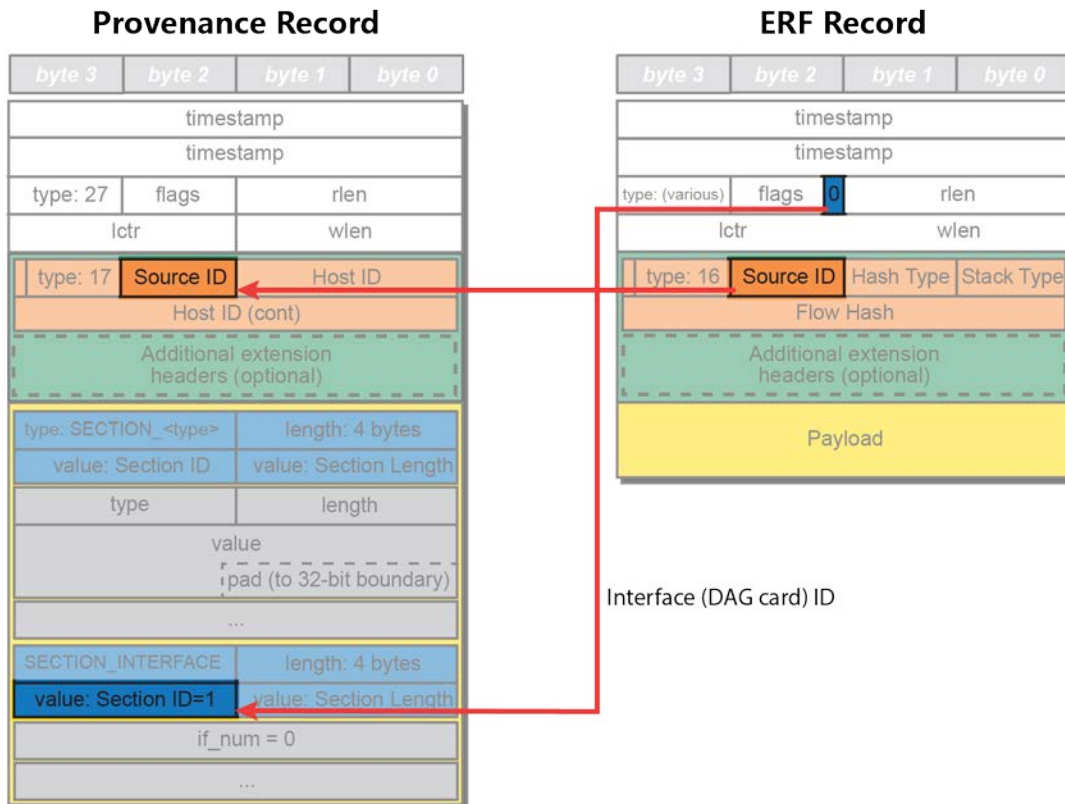 Provenance Record
ERF Record
byte 3 byte 2 byte 1 byte 0
timestamp
timestamp
type: 27 flags rlen
lctr wlen
type: 17 Source ID Host ID
Host ID (cont)
Additional extension
headers (optional)
type: SECTION_<type> length: 4 bytes
value: Section ID value: Section Length
type length
value
pad (to 32-bit boundary)
...
SECTION_INTERFACE length: 4 bytes
value: Section ID=1 value: Section Length
if_num = 0
...
byte 3 byte 2 byte 1 byte 0
timestamp
timestamp
type: (various) flags 0 rlen
lctr wlen
type: 16 Source ID Hash Type Stack Type
Flow Hash
Additional extension
headers (optional)
Payload
Interface (DAG card) ID